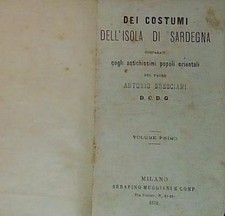 DEI COSTUMI
DELL'ISOLA DI SARDEGNA
COMPARATI
cogli antichissimi popoli orientali
DEL PADRE
ANTONIO BRESCIANI
D. C. D. G
VOLUME PRIMO
MILANO
SERAFINO MUGGIANI E COMP.